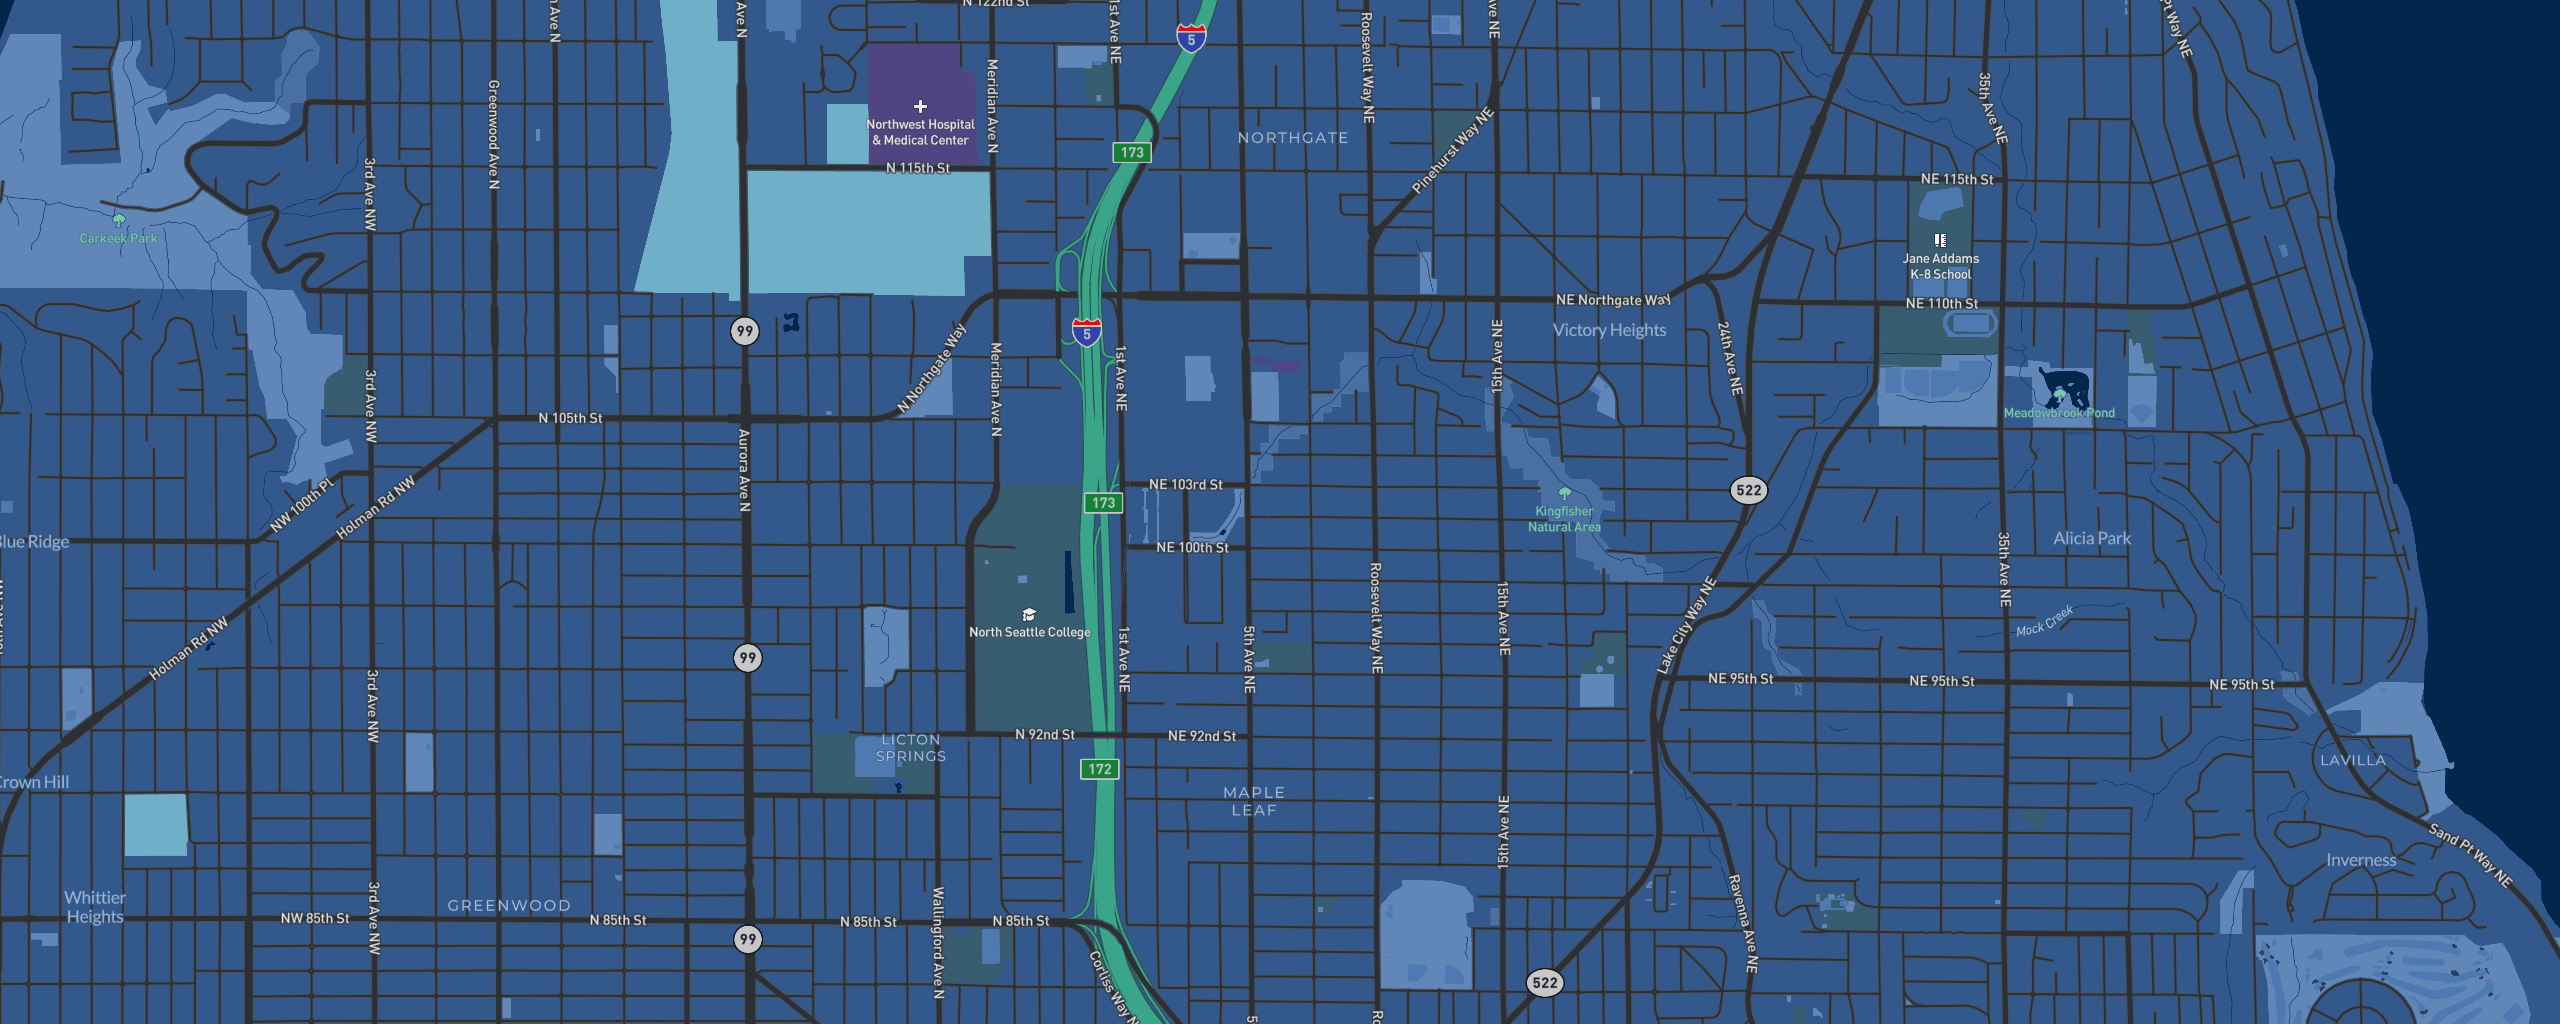 N 122nd St
Ave N
Ave N
1st Ave NE
5
Ave NE
Pt Way NE
Roosevelt Way NE
Greenwood Ave N
Meridian Ave N
35th Ave NE
Northwest Hospital
& Medical Center
173
NORTHGATE
Pinehurst Way NE
N 115th St
NE 115th St
3rd Ave NW
Carkeek Park
Jane Addams
K-8 School
NE Northgate Way
NE 110th St
Victory Heights
99
5
N Northgate Way
Meridian Ave N
1st Ave NE
15th Ave NE
24th Ave NE
3rd Ave NW
N 105th St
Meadowbrook Pond
Aurora Ave N
NE 103rd St
522
173
NW 100th Pl
Holman Rd NW
Kingfisher
Natural Area
Blue Ridge
NE 100th St
Alicia Park
35th Ave NE
Roosevelt Way NE
15th Ave NE
Lake City Way NE
Mock Creek
North Seattle College
Holman Rd NW
99
1st Ave NE
5th Ave NE
3rd Ave NW
NE 95th St
NE 95th St
NE 95th St
N 92nd St
NE 92nd St
LICTON
SPRINGS
172
LAVILLA
Crown Hill
MAPLE
LEAF
15th Ave NE
Sand Pt Way NE
Inverness
Whittier
Heights
GREENWOOD
3rd Ave NW
NW 85th St
N 85th St
N 85th St
N 85th St
Wallingford Ave N
Ravenna Ave NE
99
Corliss Way N
522
5
Ro